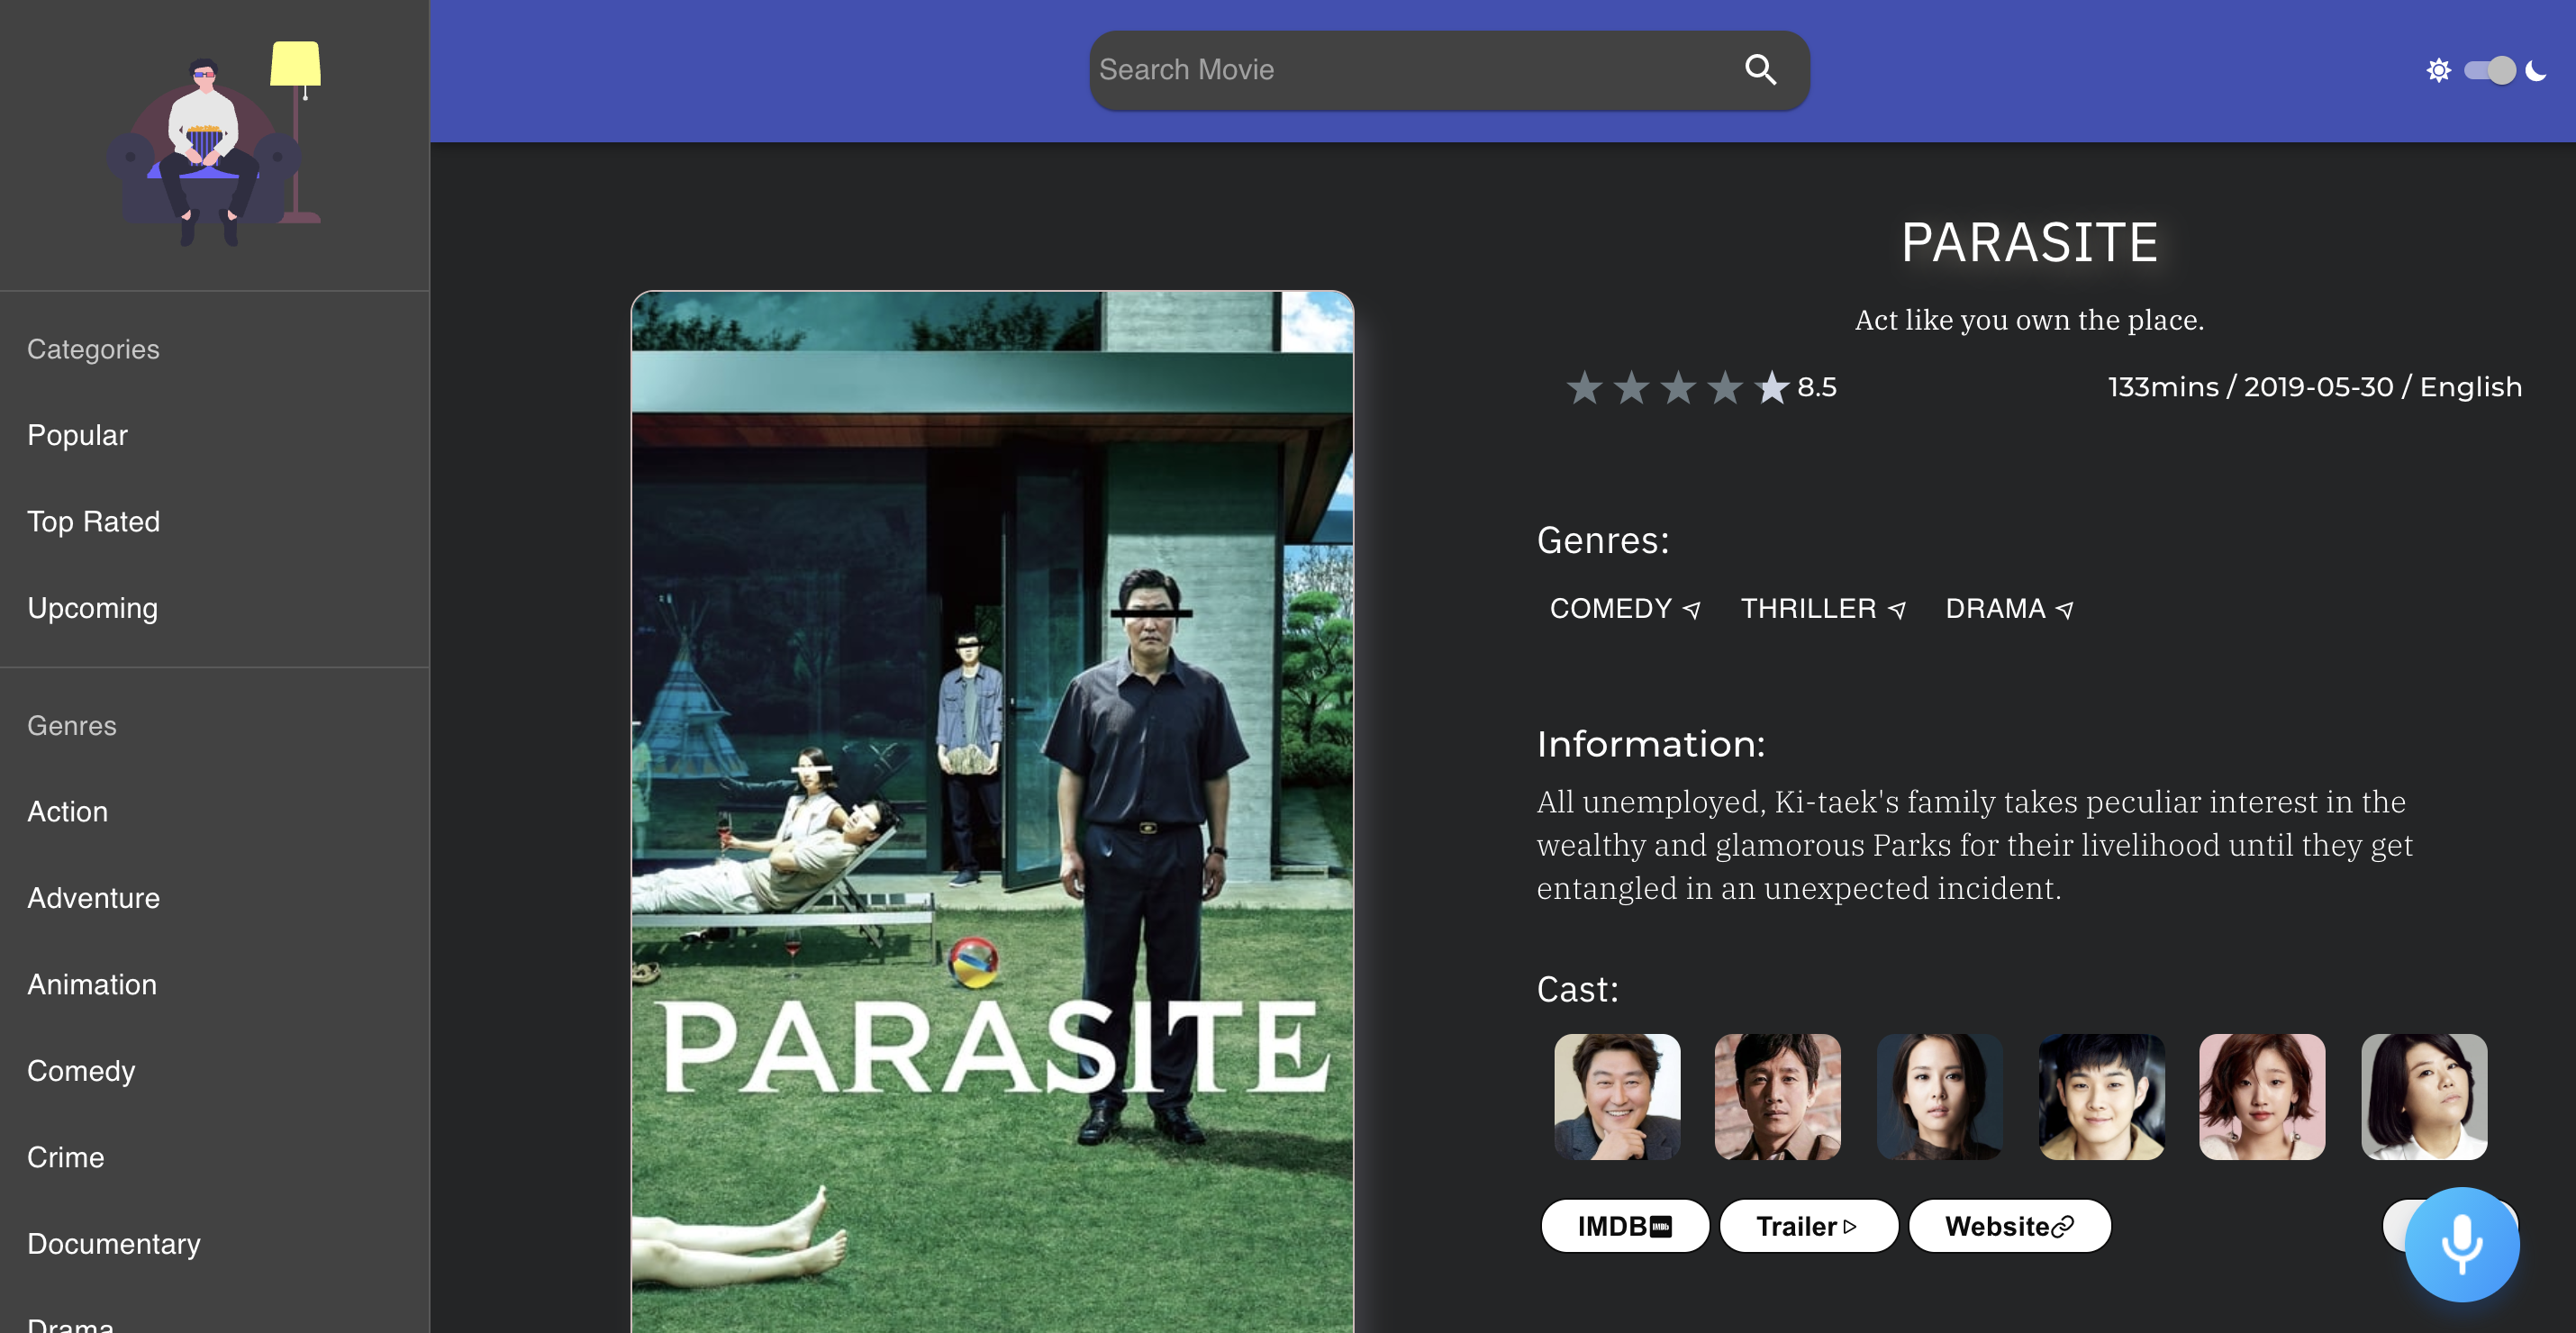 Search Movie
Categories
Popular
Top Rated
Upcoming
Genres
Action
Adventure
Animation
Comedy
Crime
Documentary
Drama
PARASITE
PARASITE
Act like you own the place.
8.5
133mins / 2019-05-30 / English
Genres:
COMEDY
THRILLER
DRAMA
Information:
All unemployed, Ki-taek's family takes peculiar interest in the
wealthy and glamorous Parks for their livelihood until they get
entangled in an unexpected incident.
Cast:
IMDB IMDb
Trailer
Website